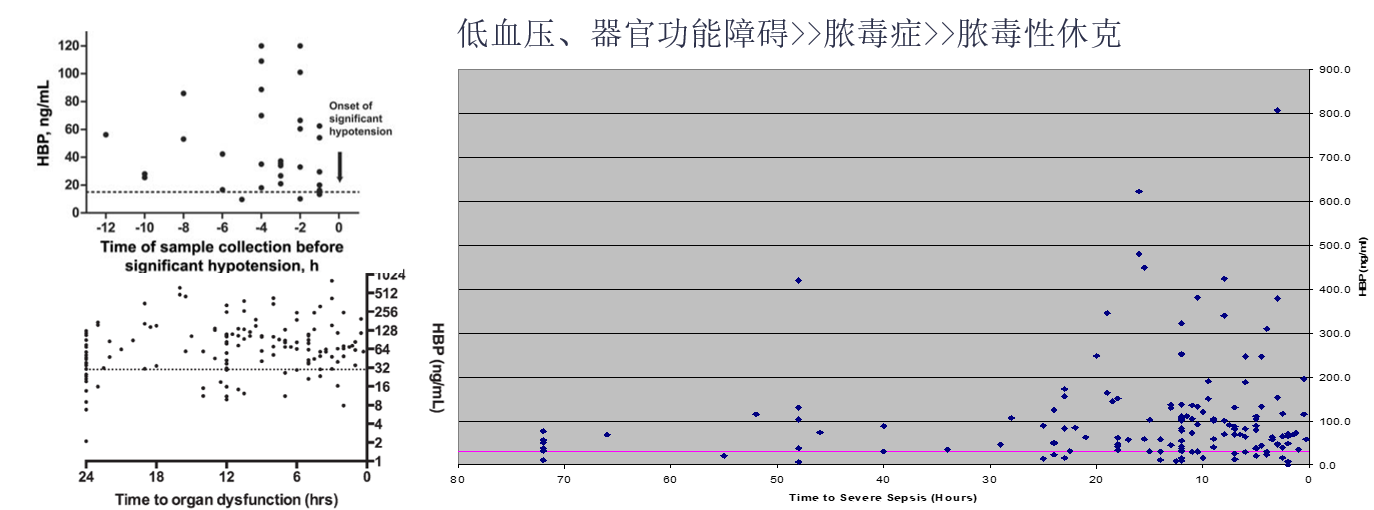 低血压、器官功能障碍>>脓毒症>>脓毒性休克
HBP, ng/mL
120
100
80
60
40
20
0
Onset of
significant
hypotension
-12 -10 -8 -6 -4 -2 0
Time of sample collection before
significant hypotension, h
1024
512
256
128
64
32
16
8
4
2
1
HBP (ng/mL)
24 18 12 6 0
Time to organ dysfunction (hrs)
900.0
800.0
700.0
600.0
500.0
400.0
300.0
200.0
100.0
0.0
HBP (ng/ml)
80 70 60 50 40 30 20 10 0
Time to Severe Sepsis (Hours)